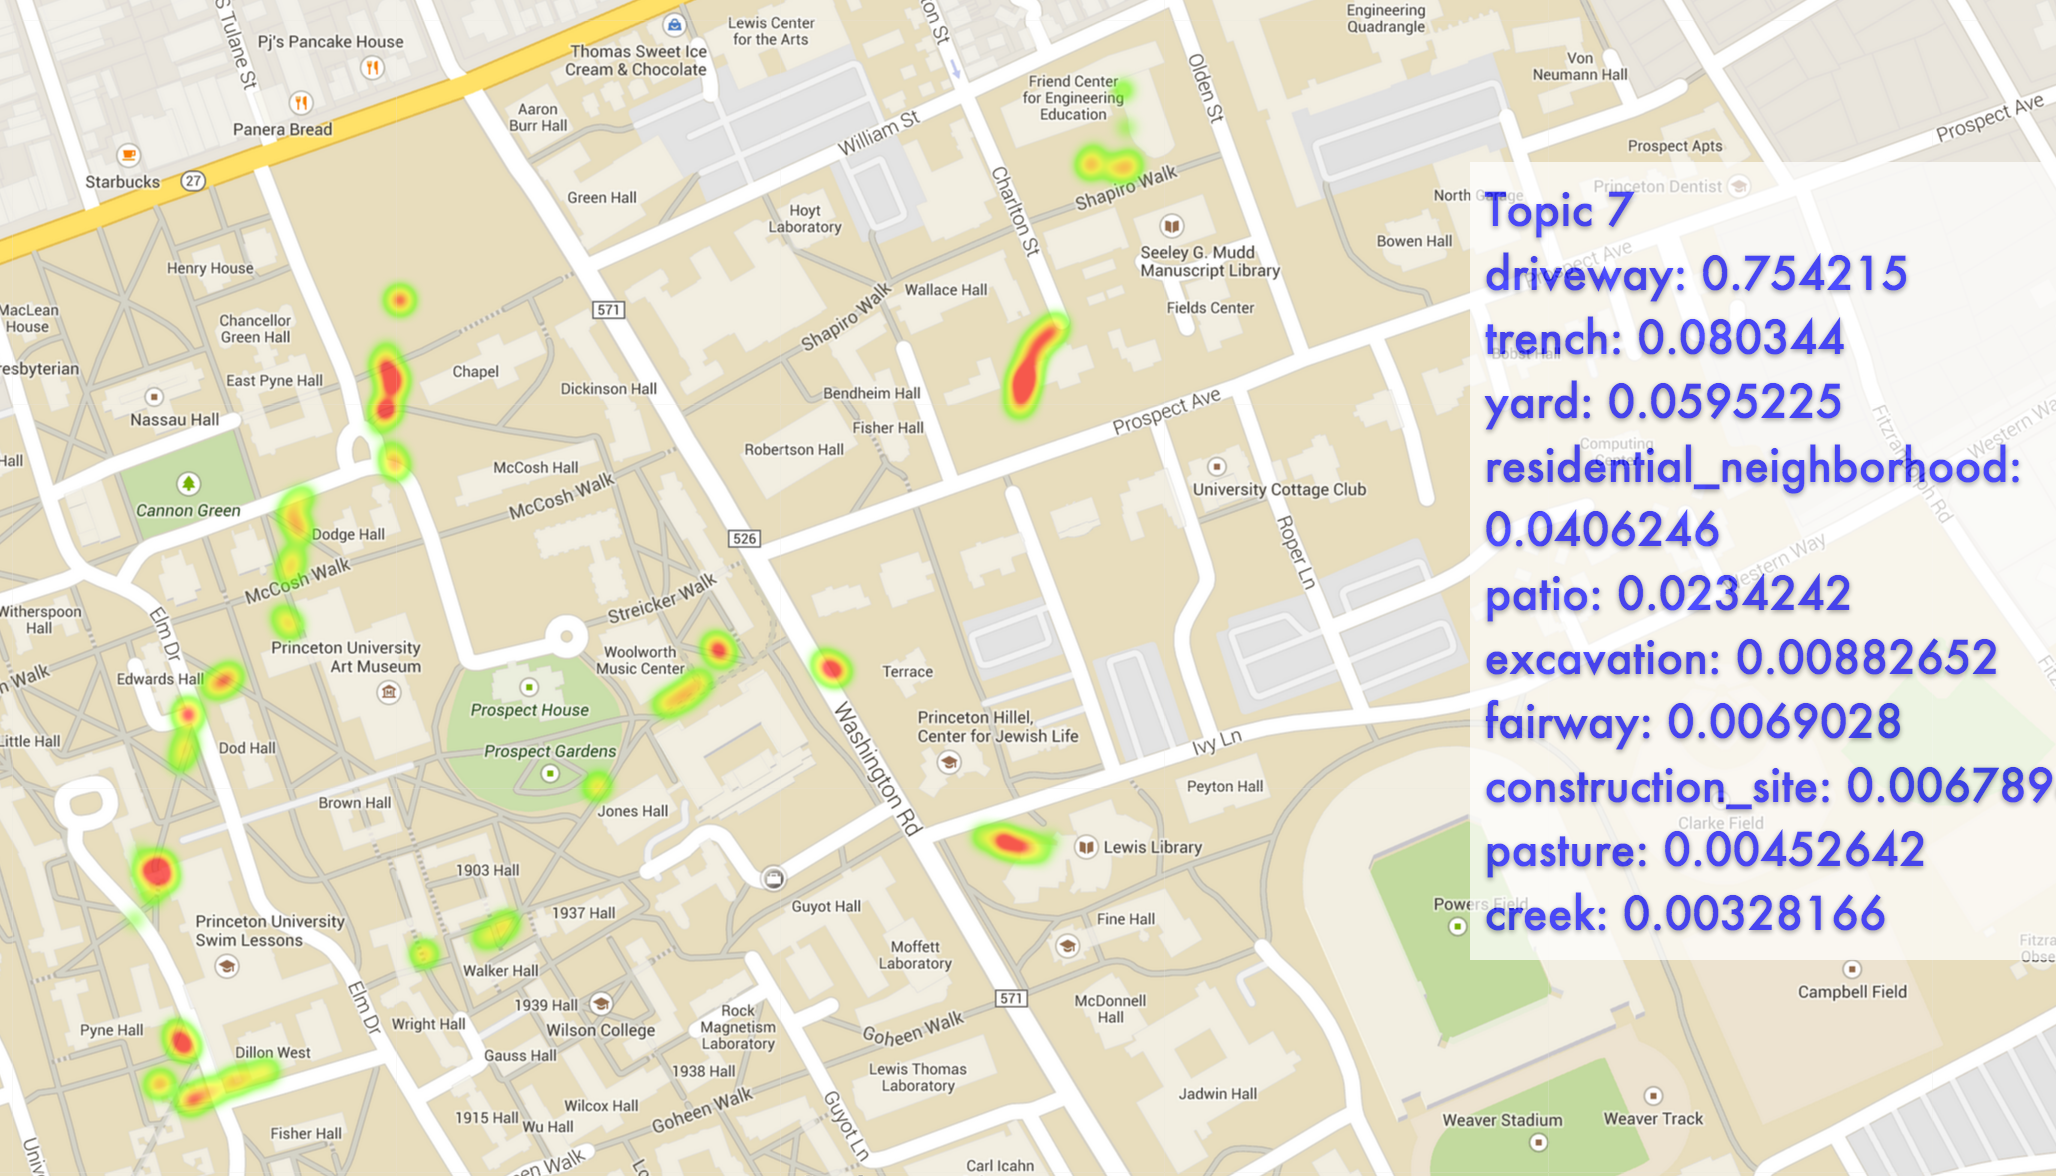 S Tulane St
Pj's Pancake House
Panera Bread
Starbucks
27
Thomas Sweet Ice
Cream & Chocolate
Lewis Center
for the Arts
Aaron
Burr Hall
Green Hall
William St
Hoyt
Laboratory
Friend Center
for Engineering
Education
Charlton St
Olden St
Shapiro Walk
Engineering
Quadrangle
Von
Neumann Hall
Prospect Ave
Prospect Apts
Princeton Dentist
North Garage
Bowen Hall
Prospect Ave
Bobst Hall
Seeley G. Mudd
Manuscript Library
Fields Center
Wallace Hall
Shapiro Walk
571
Henry House
MacLean
House
Chancellor
Green Hall
East Pyne Hall
Chapel
Dickinson Hall
Bendheim Hall
Fisher Hall
Robertson Hall
Prospect Ave
Nassau Hall
Cannon Green
McCosh Hall
McCosh Walk
University Cottage Club
Computing
Center
Western Way
Fitzrandolph Rd
Western Way
Roper Ln
526
Dodge Hall
McCosh Walk
Witherspoon
Hall
Elm Dr
Streicker Walk
Princeton University
Art Museum
Woolworth
Music Center
Edwards Hall
Terrace
Prospect House
Prospect Gardens
Princeton Hillel,
Center for Jewish Life
Washington Rd
Ivy Ln
Little Hall
Dod Hall
Brown Hall
Jones Hall
Peyton Hall
Lewis Library
Clarke Field
Powers Field
1903 Hall
1937 Hall
Guyot Hall
Fine Hall
Princeton University
Swim Lessons
Walker Hall
Moffett
Laboratory
Campbell Field
1939 Hall
Wilson College
571
McDonnell
Hall
Elm Dr
Pyne Hall
Wright Hall
Rock
Magnetism
Laboratory
Goheen Walk
Dillon West
Gauss Hall
1938 Hall
Lewis Thomas
Laboratory
Jadwin Hall
Wilcox Hall
1915 Hall
Wu Hall
Goheen Walk
Guyot Ln
Weaver Stadium
Weaver Track
Fisher Hall
Carl Icahn
Topic 7
driveway: 0.754215
trench: 0.080344
yard: 0.0595225
residential_neighborhood:
0.0406246
patio: 0.0234242
excavation: 0.00882652
fairway: 0.0069028
construction_site: 0.006789
pasture: 0.00452642
creek: 0.00328166